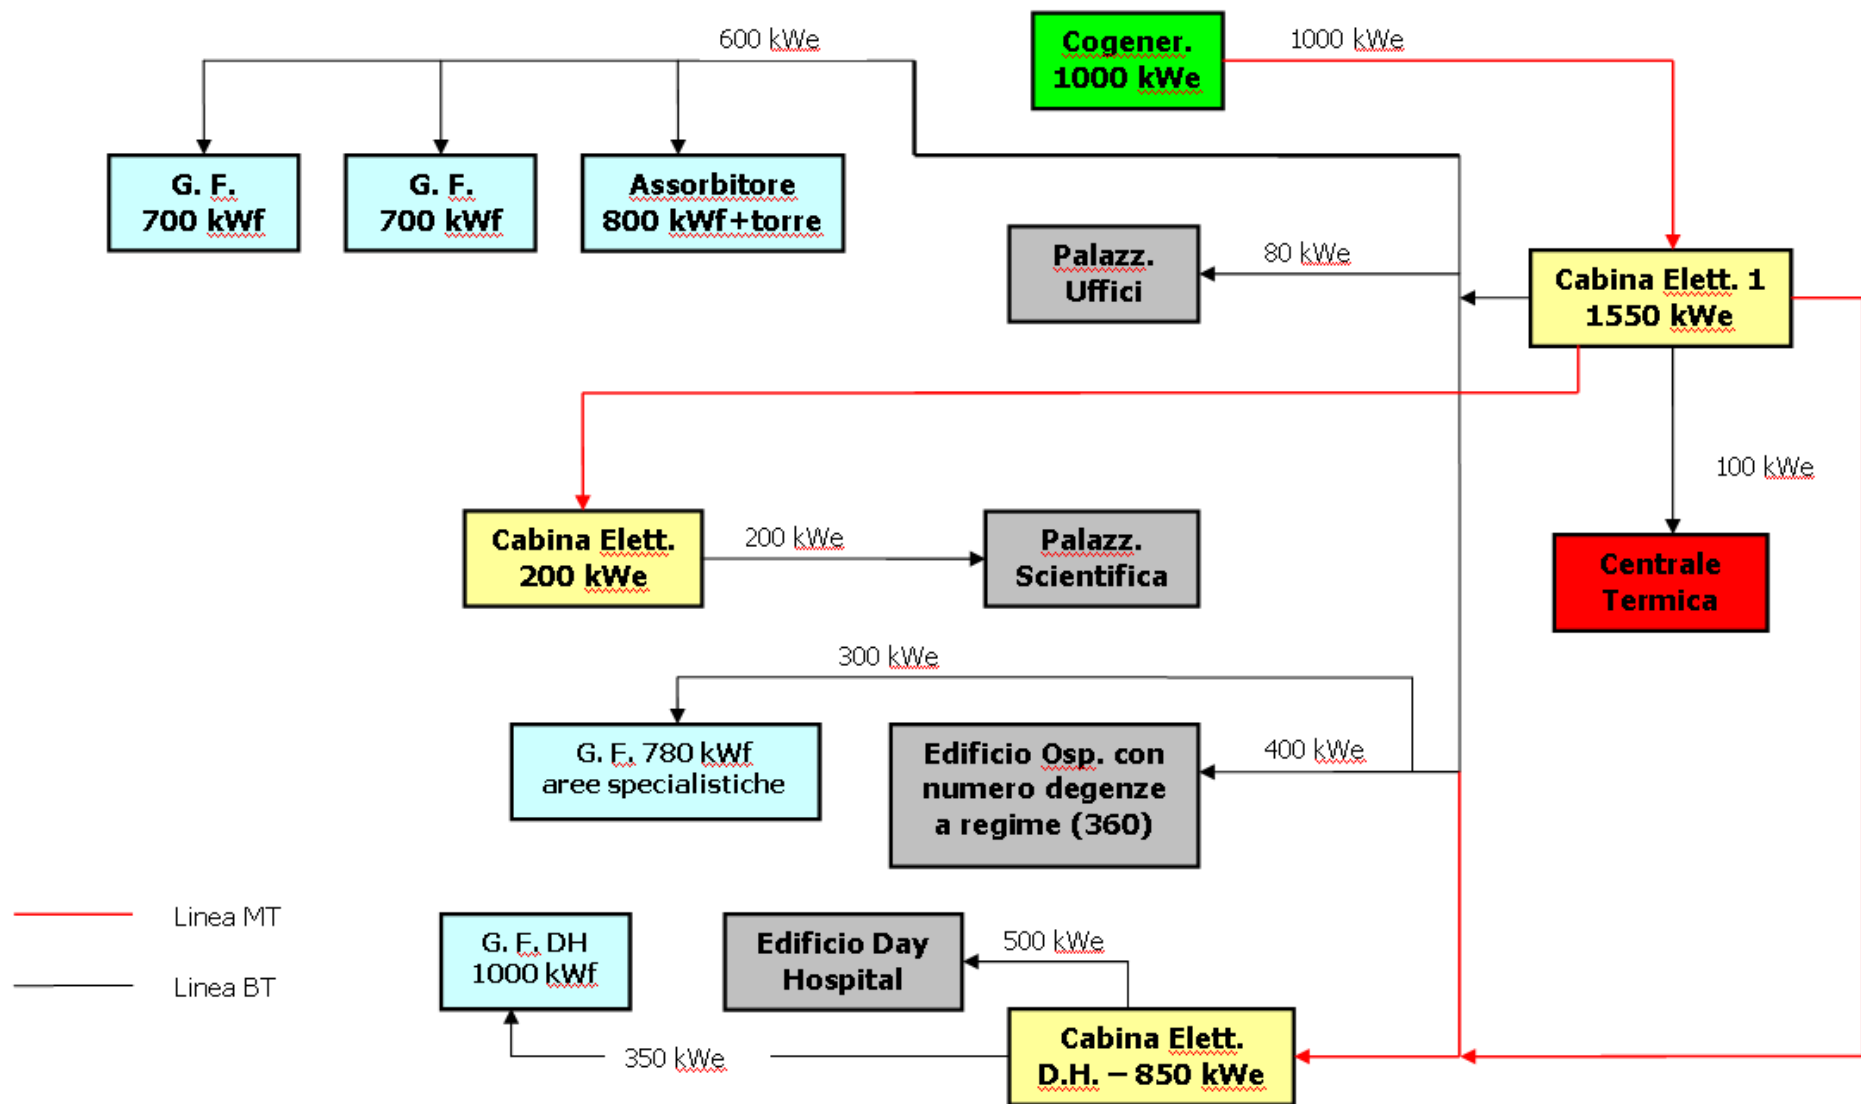 600 kWe
Cogener.
1000 kWe
1000 kWe
G. F.
700 kWf
G. F.
700 kWf
Assorbitore
800 kWf+torre
Palazz.
Uffici
80 kWe
Cabina Elett. 1
1550 kWe
100 kWe
Cabina Elett.
200 kWe
200 kWe
Palazz.
Scientifica
Centrale
Termica
300 kWe
G. F. 780 kWf
aree specialistiche
Edificio Osp. con
numero degenze
a regime (360)
400 kWe
Linea MT
Linea BT
G. F. DH
1000 kWf
Edificio Day
Hospital
500 kWe
350 kWe
Cabina Elett.
D.H. – 850 kWe